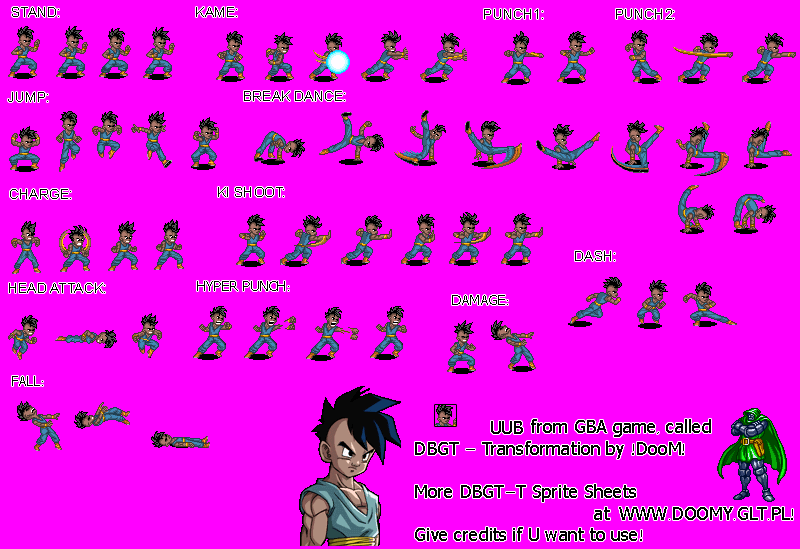 STAND:
KAME:
PUNCH1:
PUNCH2:
JUMP:
BREAK DANCE:
CHARGE:
KI SHOOT:
DASH:
HEAD ATTACK:
HYPER PUNCH:
DAMAGE:
FALL:
UUB from GBA game, called
DBGT - Transformation by !DooM!
More DBGT-T Sprite Sheets
at WWW.DOOMY.GLT.PL!
Give credits if U want to use!